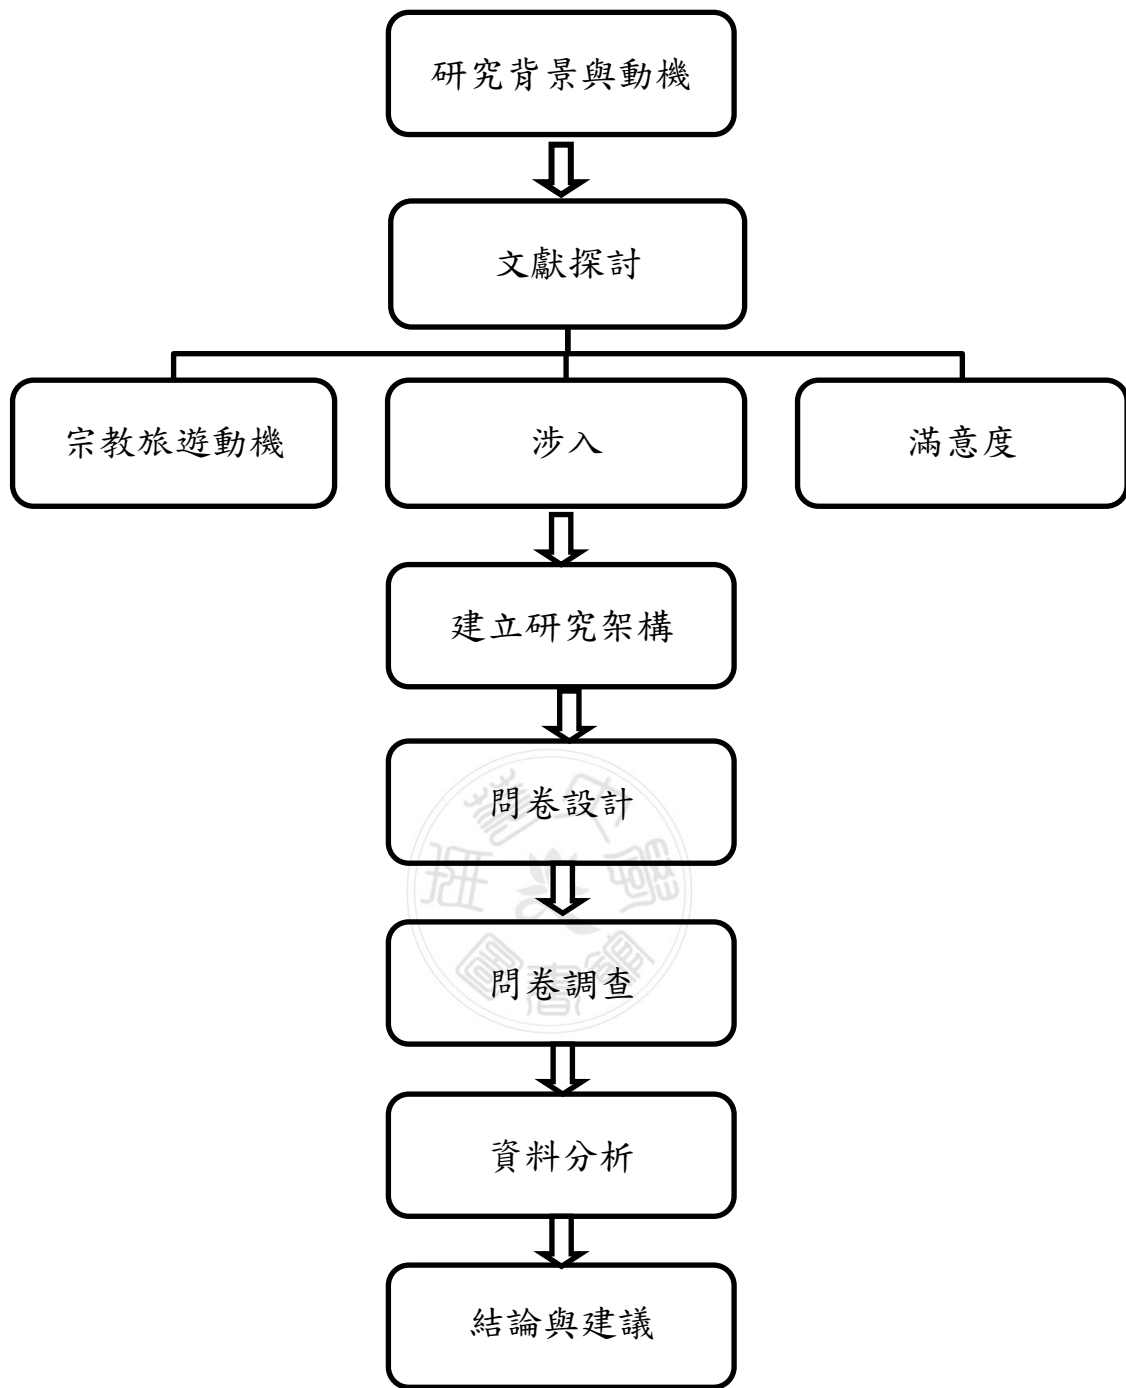 研究背景與動機
文獻探討
宗教旅遊動機
涉入
滿意度
建立研究架構
問卷設計
問卷調查
資料分析
結論與建議